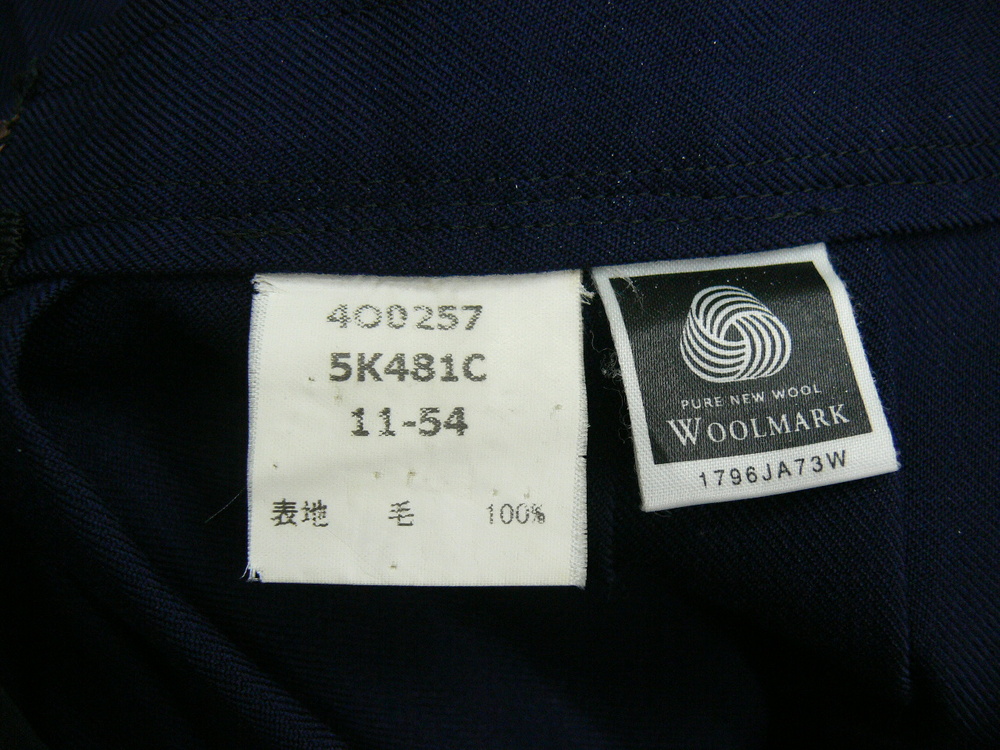 400257
5K481C
11-54
表地 毛 100%
PURE NEW WOOL
WOOLMARK
1796JA73W